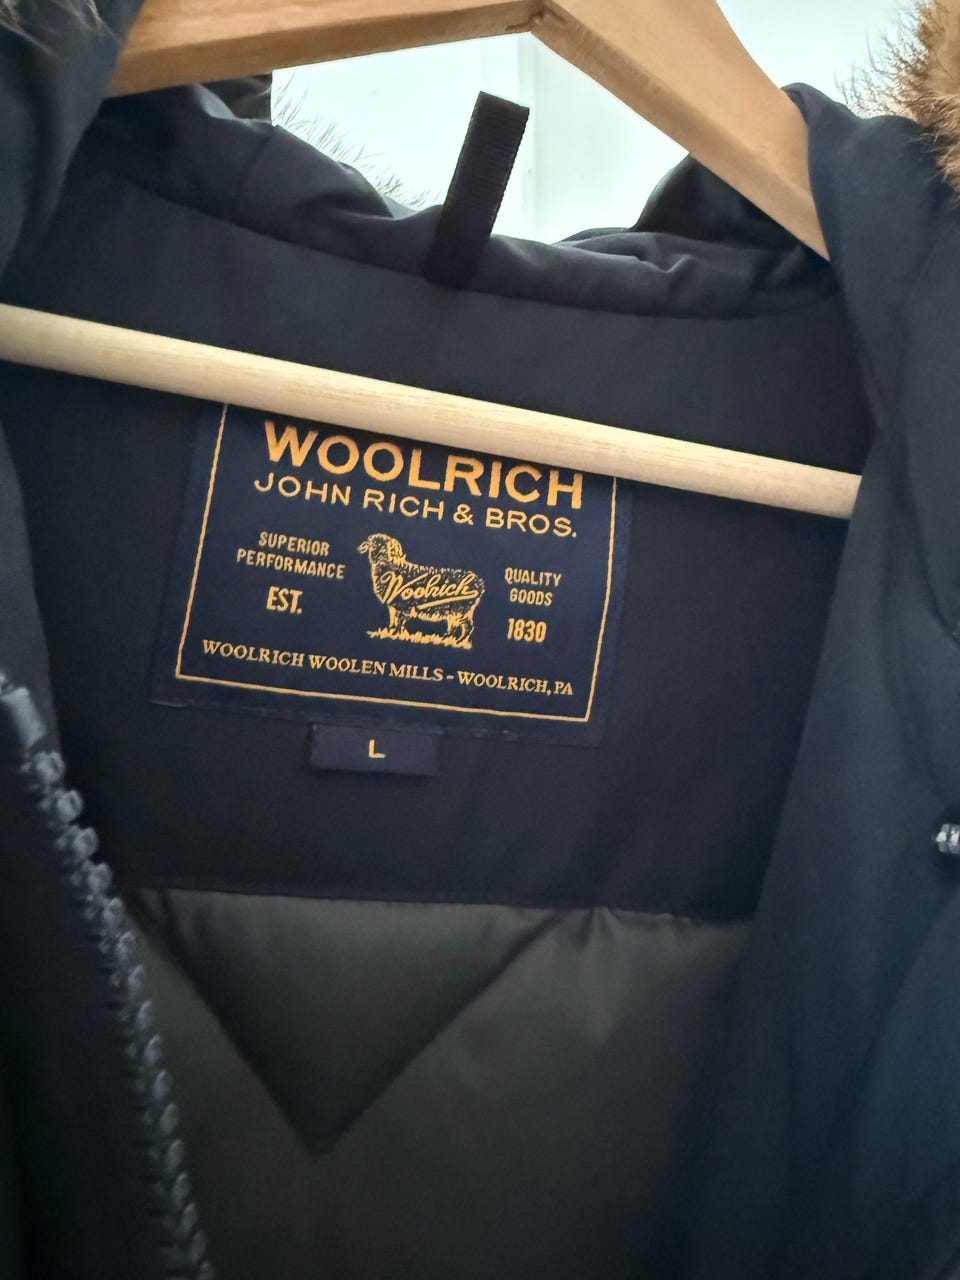 WOOLRICH
JOHN RICH & BROS.
SUPERIOR
PERFORMANCE
EST.
Woolrich
QUALITY
GOODS
1830
WOOLRICH WOOLEN MILLS - WOOLRICH, PA
L